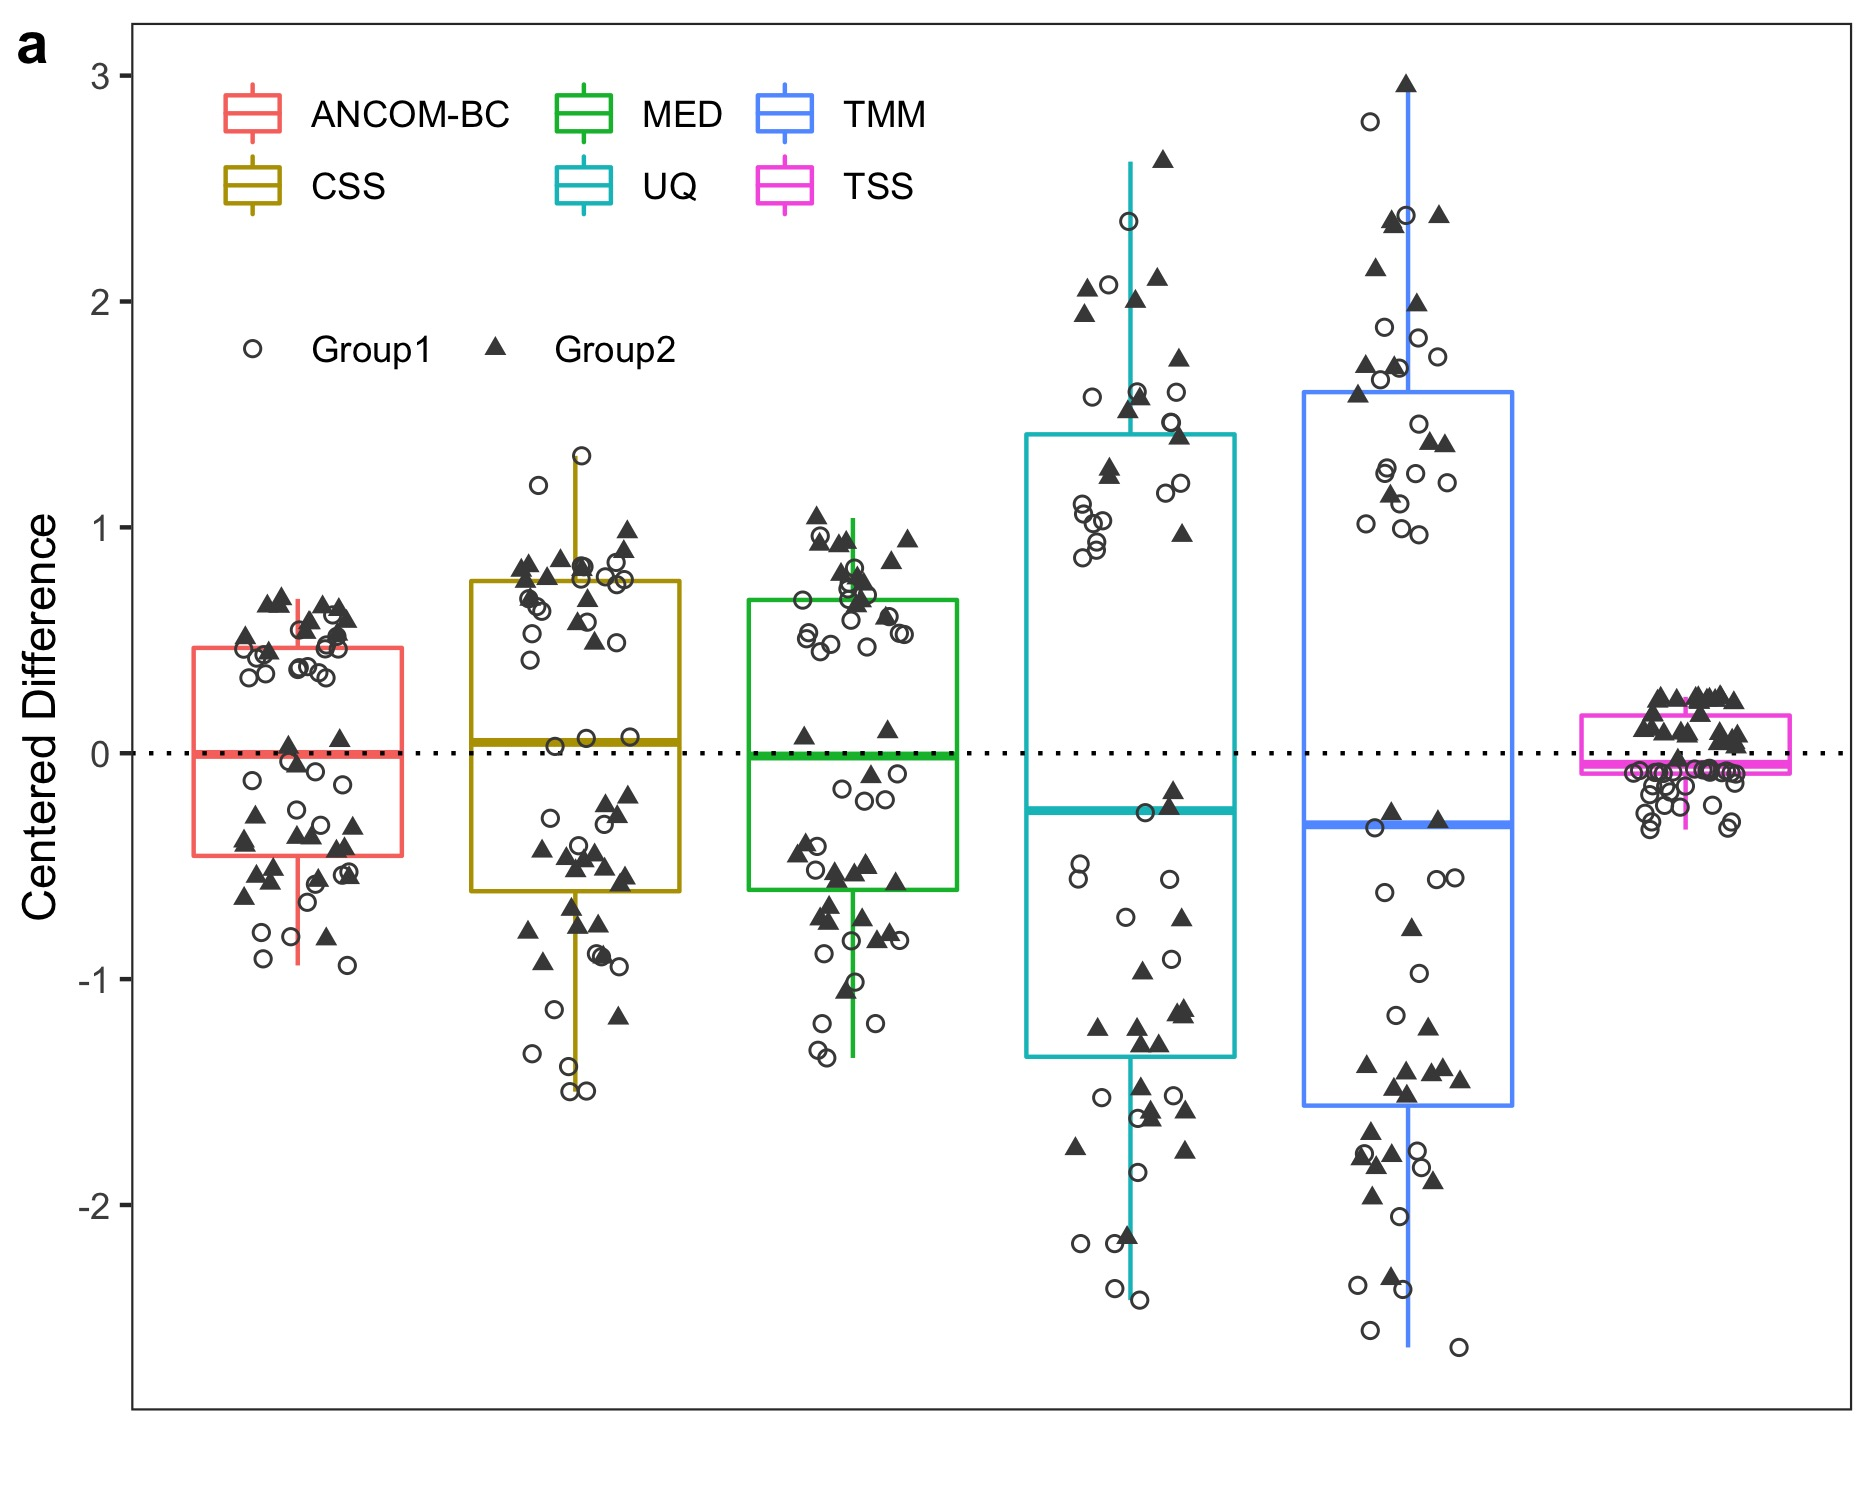 a
3
2
1
0
-1
-2
Centered Difference
ANCOM-BC MED TMM
CSS UQ TSS
Group1 Group2